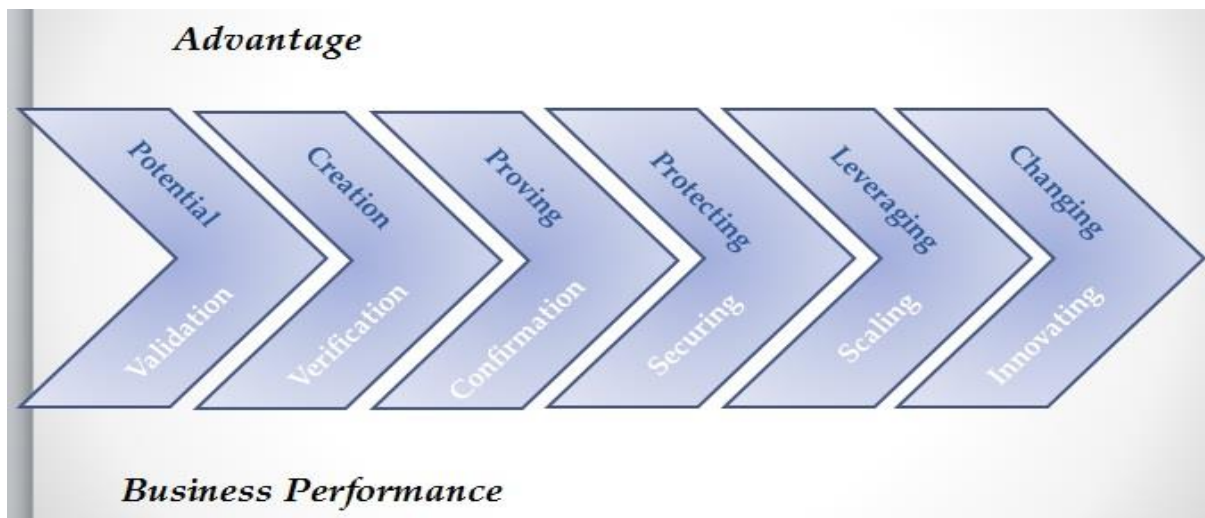 Advantage
Potential
Creation
Proving
Protecting
Leveraging
Changing
Validation
Verification
Confirmation
Securing
Scaling
Innovating
Business Performance